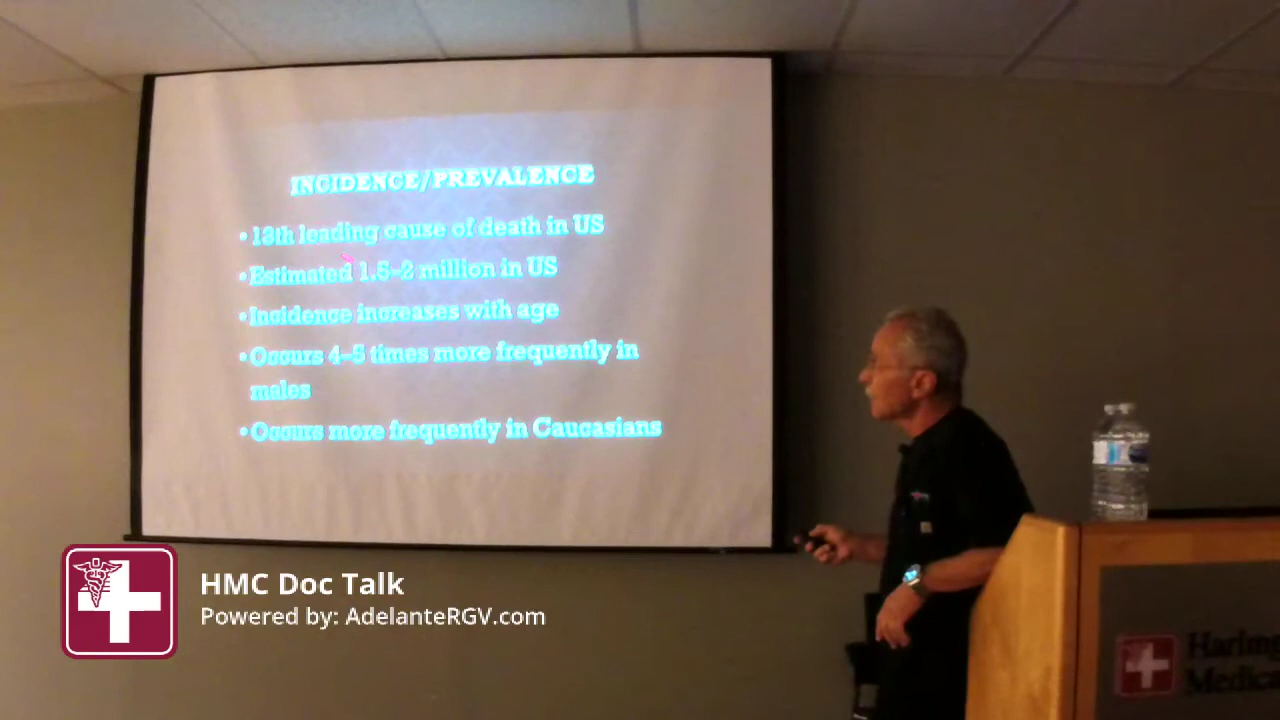 INCIDENCE/PREVALENCE
• 13th leading cause of death in US
• Estimated 1.5–2 million in US
• Incidence increases with age
• Occurs 4–5 times more frequently in
males
• Occurs more frequently in Caucasians
HMC Doc Talk
Powered by: AdelanteRGV.com
Harling
Medica